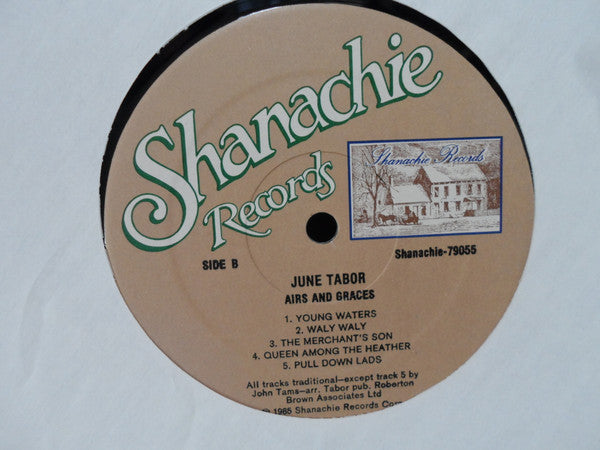 Shanachie
Records
Shanachie Records
SIDE B
Shanachie-79055
JUNE TABOR
AIRS AND GRACES
1. YOUNG WATERS
2. WALY WALY
3. THE MERCHANT'S SON
4. QUEEN AMONG THE HEATHER
5. PULL DOWN LADS
All tracks traditional—except track 5 by
John Tams—arr. Tabor pub. Roberton
Brown Associates Ltd
© 1985 Shanachie Records Corp